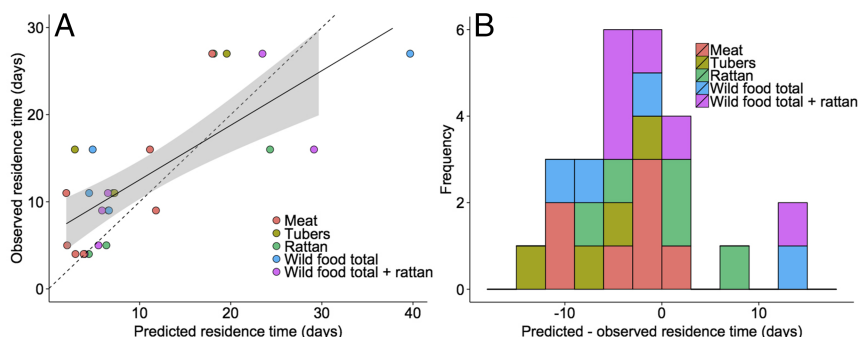 A
Observed residence time (days)
30
20
10
0
Meat
Tubers
Rattan
Wild food total
Wild food total + rattan
10
20
30
40
Predicted residence time (days)
B
Frequency
6
4
2
0
Meat
Tubers
Rattan
Wild food total
Wild food total + rattan
-10
0
10
Predicted - observed residence time (days)